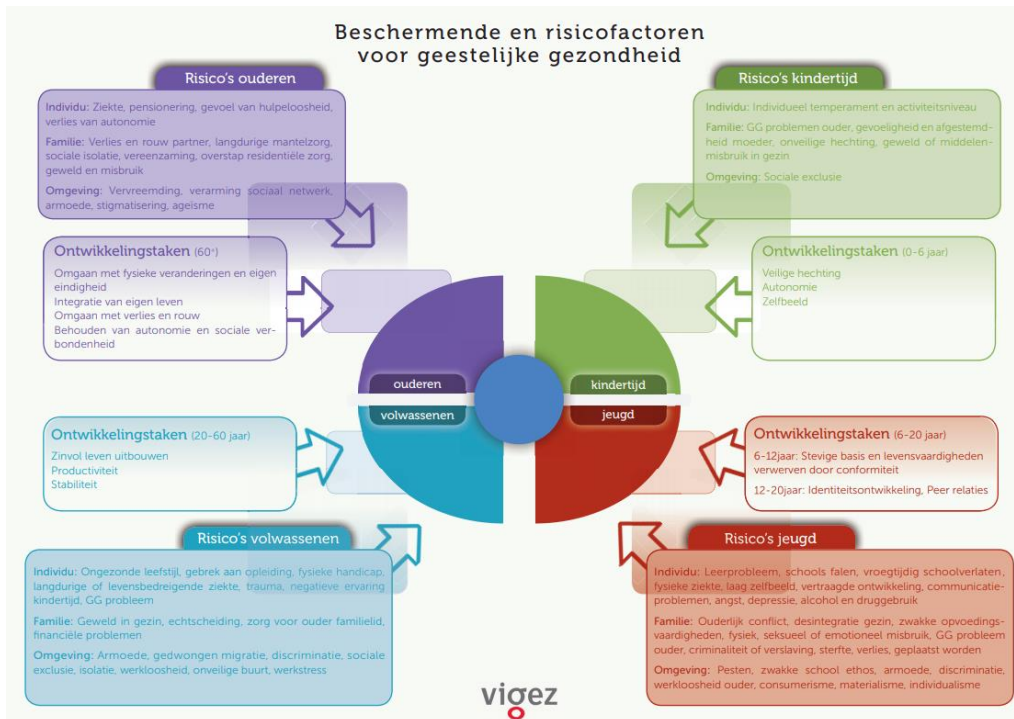 Beschermende en risicofactoren
voor geestelijke gezondheid
Risico's ouderen
Individu: Ziekte, pensionering, gevoel van hulpeloosheid,
verlies van autonomie
Familie: Verlies en rouw partner, langdurige mantelzorg,
sociale isolatie, vereenzaming, overstap residentiële zorg,
geweld en misbruik
Omgeving: Vervreemding, verarming sociaal netwerk,
armoede, stigmatisering, ageisme
Ontwikkelingstaken (60+)
Omgaan met fysieke veranderingen en eigen
eindigheid
Integratie van eigen leven
Omgaan met verlies en rouw
Behouden van autonomie en sociale ver-
bondenheid
Risico's kindertijd
Individu: Individueel temperament en activiteitsniveau
Familie: GG problemen ouder, gevoeligheid en afgestemd-
heid moeder, onveilige hechting, geweld of middelen-
misbruik in gezin
Omgeving: Sociale exclusie
Ontwikkelingstaken (0-6 jaar)
Veilige hechting
Autonomie
Zelfbeeld
ouderen
kindertijd
volwassenen
jeugd
Ontwikkelingstaken (20-60 jaar)
Zinvol leven uitbouwen
Productiviteit
Stabiliteit
Risico's volwassenen
Individu: Ongezonde leefstijl, gebrek aan opleiding, fysieke handicap,
langdurige of levensbedreigende ziekte, trauma, negatieve ervaring
kindertijd, GG probleem
Familie: Geweld in gezin, echtscheiding, zorg voor ouder familielid,
financiële problemen
Omgeving: Armoede, gedwongen migratie, discriminatie, sociale
exclusie, isolatie, werkloosheid, onveilige buurt, werkstress
Ontwikkelingstaken (6-20 jaar)
6-12jaar: Stevige basis en levensvaardigheden
verwerven door conformiteit
12-20jaar: Identiteitsontwikkeling, Peer relaties
Risico's jeugd
Individu: Leerprobleem, schools falen, vroegtijdig schoolverlaten,
fysieke ziekte, laag zelfbeeld, vertraagde ontwikkeling, communicatie-
problemen, angst, depressie, alcohol en druggebruik
Familie: Ouderlijk conflict, desintegratie gezin, zwakke opvoedings-
vaardigheden, fysiek, seksueel of emotioneel misbruik, GG probleem
ouder, criminaliteit of verslaving, sterfte, verlies, geplaatst worden
Omgeving: Pesten, zwakke school ethos, armoede, discriminatie,
werkloosheid ouder, consumerisme, materialisme, individualisme
vigez